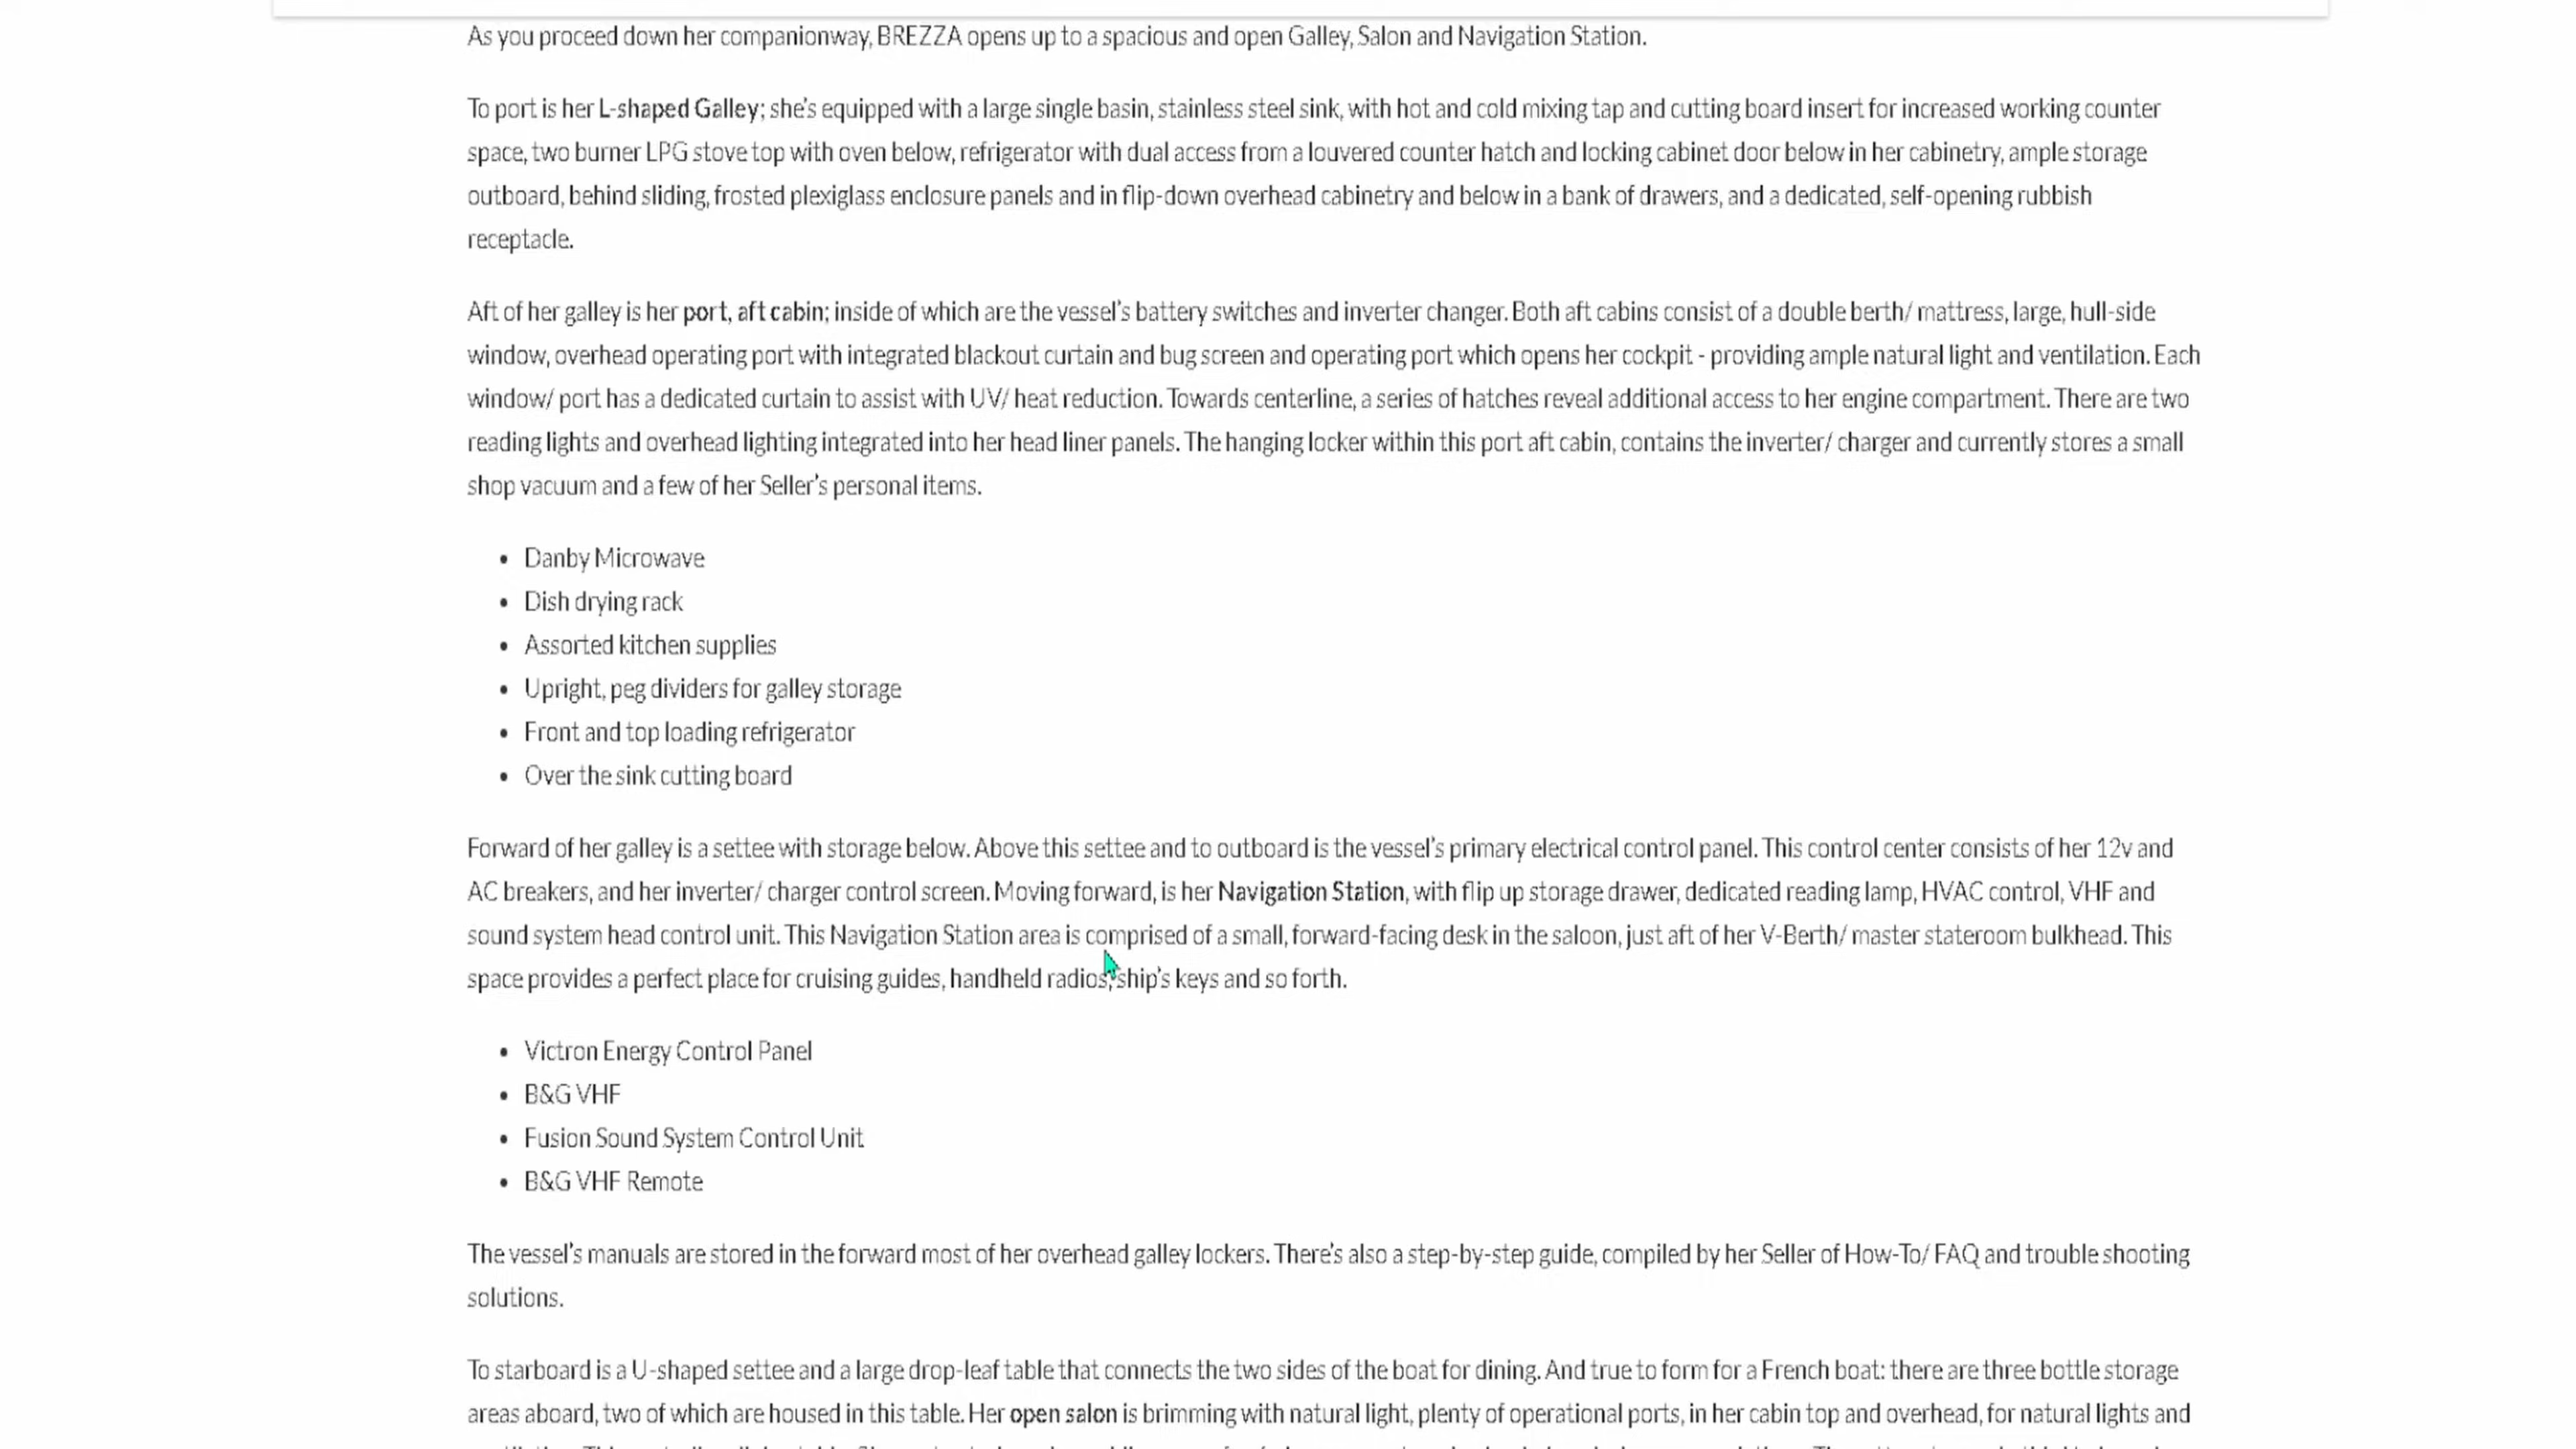 As you proceed down her companionway, BREZZA opens up to a spacious and open Galley, Salon and Navigation Station.
To port is her L-shaped Galley; she's equipped with a large single basin, stainless steel sink, with hot and cold mixing tap and cutting board insert for increased working counter
space, two burner LPG stove top with oven below, refrigerator with dual access from a louvered counter hatch and locking cabinet door below in her cabinetry, ample storage
outboard, behind sliding, frosted plexiglass enclosure panels and in flip-down overhead cabinetry and below in a bank of drawers, and a dedicated, self-opening rubbish
receptacle.
Aft of her galley is her port, aft cabin; inside of which are the vessel's battery switches and inverter changer. Both aft cabins consist of a double berth/ mattress, large, hull-side
window, overhead operating port with integrated blackout curtain and bug screen and operating port which opens her cockpit - providing ample natural light and ventilation. Each
window/ port has a dedicated curtain to assist with UV/ heat reduction. Towards centerline, a series of hatches reveal additional access to her engine compartment. There are two
reading lights and overhead lighting integrated into her head liner panels. The hanging locker within this port aft cabin, contains the inverter/ charger and currently stores a small
shop vacuum and a few of her Seller's personal items.
• Danby Microwave
• Dish drying rack
• Assorted kitchen supplies
• Upright, peg dividers for galley storage
• Front and top loading refrigerator
• Over the sink cutting board
Forward of her galley is a settee with storage below. Above this settee and to outboard is the vessel's primary electrical control panel. This control center consists of her 12v and
AC breakers, and her inverter/ charger control screen. Moving forward, is her Navigation Station, with flip up storage drawer, dedicated reading lamp, HVAC control, VHF and
sound system head control unit. This Navigation Station area is comprised of a small, forward-facing desk in the saloon, just aft of her V-Berth/ master stateroom bulkhead. This
space provides a perfect place for cruising guides, handheld radios, ship's keys and so forth.
• Victron Energy Control Panel
• B&G VHF
• Fusion Sound System Control Unit
• B&G VHF Remote
The vessel's manuals are stored in the forward most of her overhead galley lockers. There's also a step-by-step guide, compiled by her Seller of How-To/ FAQ and trouble shooting
solutions.
To starboard is a U-shaped settee and a large drop-leaf table that connects the two sides of the boat for dining. And true to form for a French boat: there are three bottle storage
areas aboard, two of which are housed in this table. Her open salon is brimming with natural light, plenty of operational ports, in her cabin top and overhead, for natural lights and